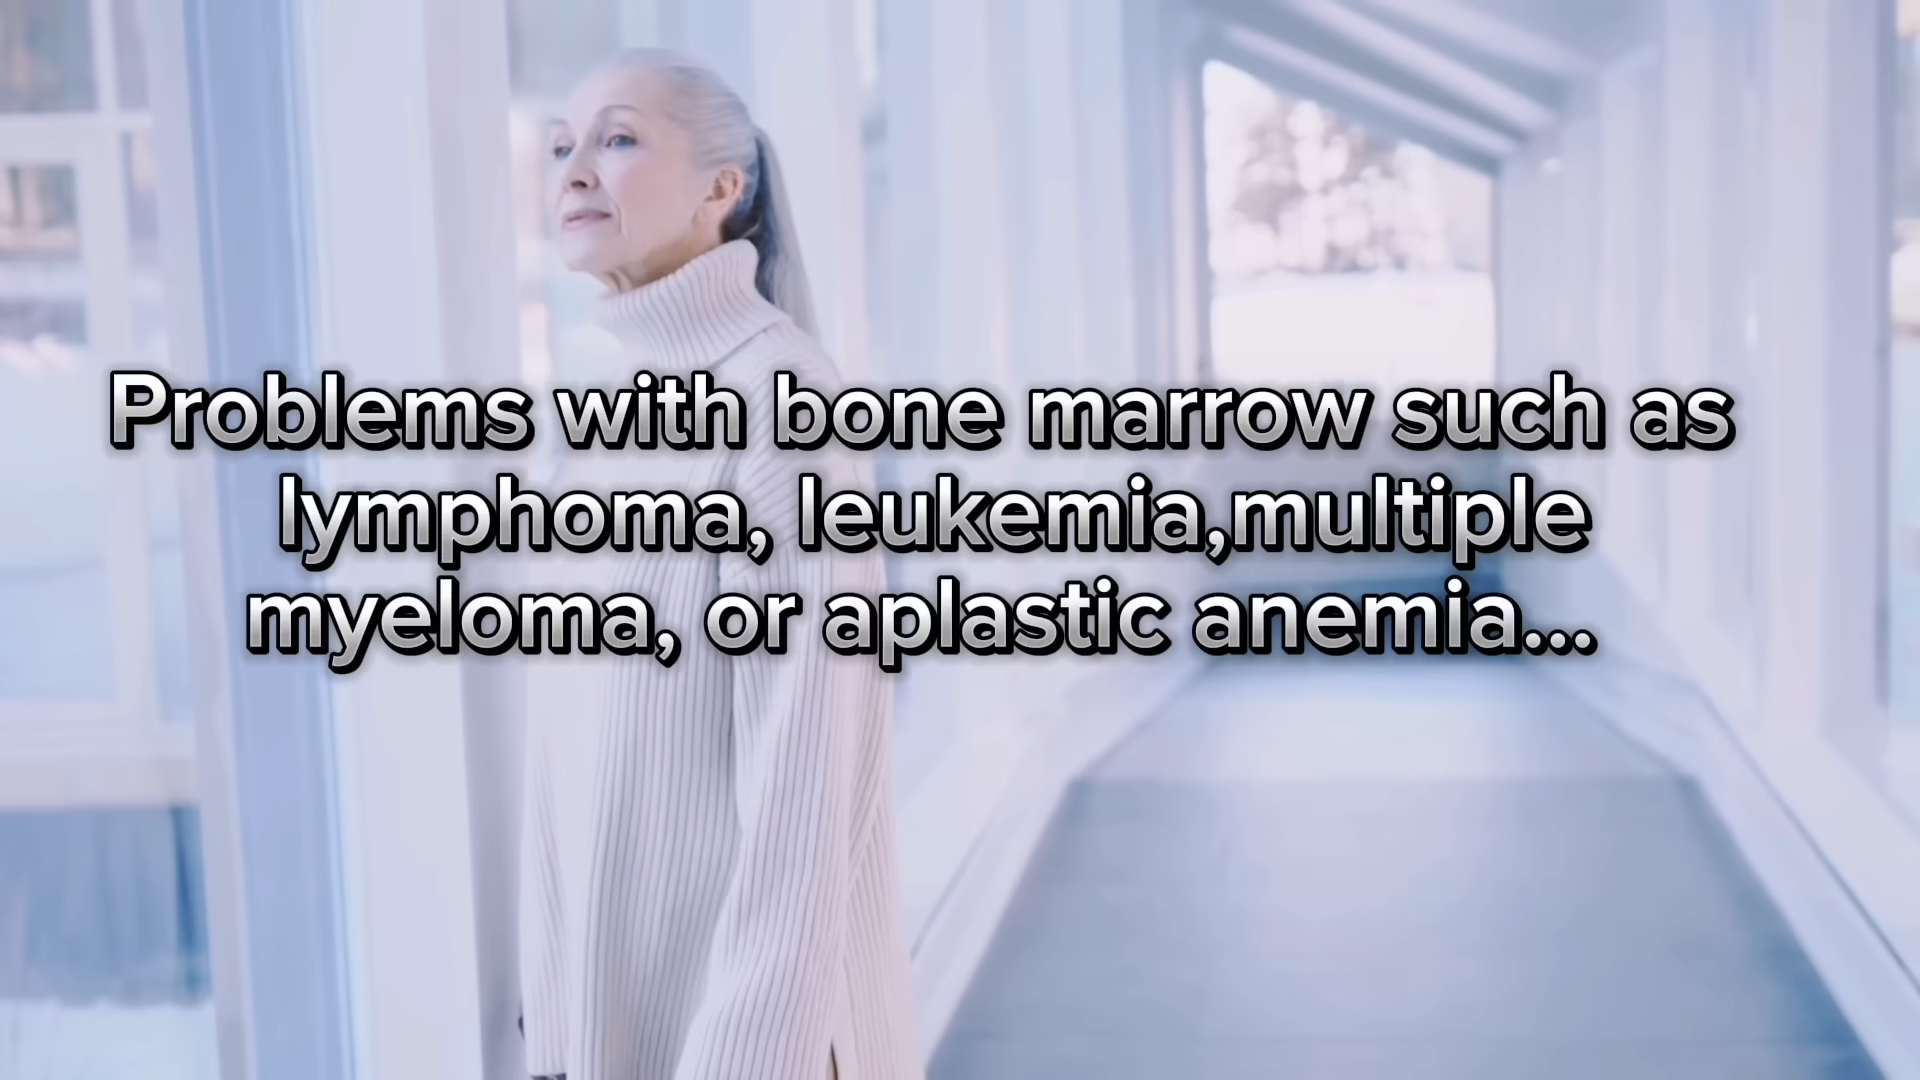 Problems with bone marrow such as
lymphoma, leukemia,multiple
myeloma, or aplastic anemia...